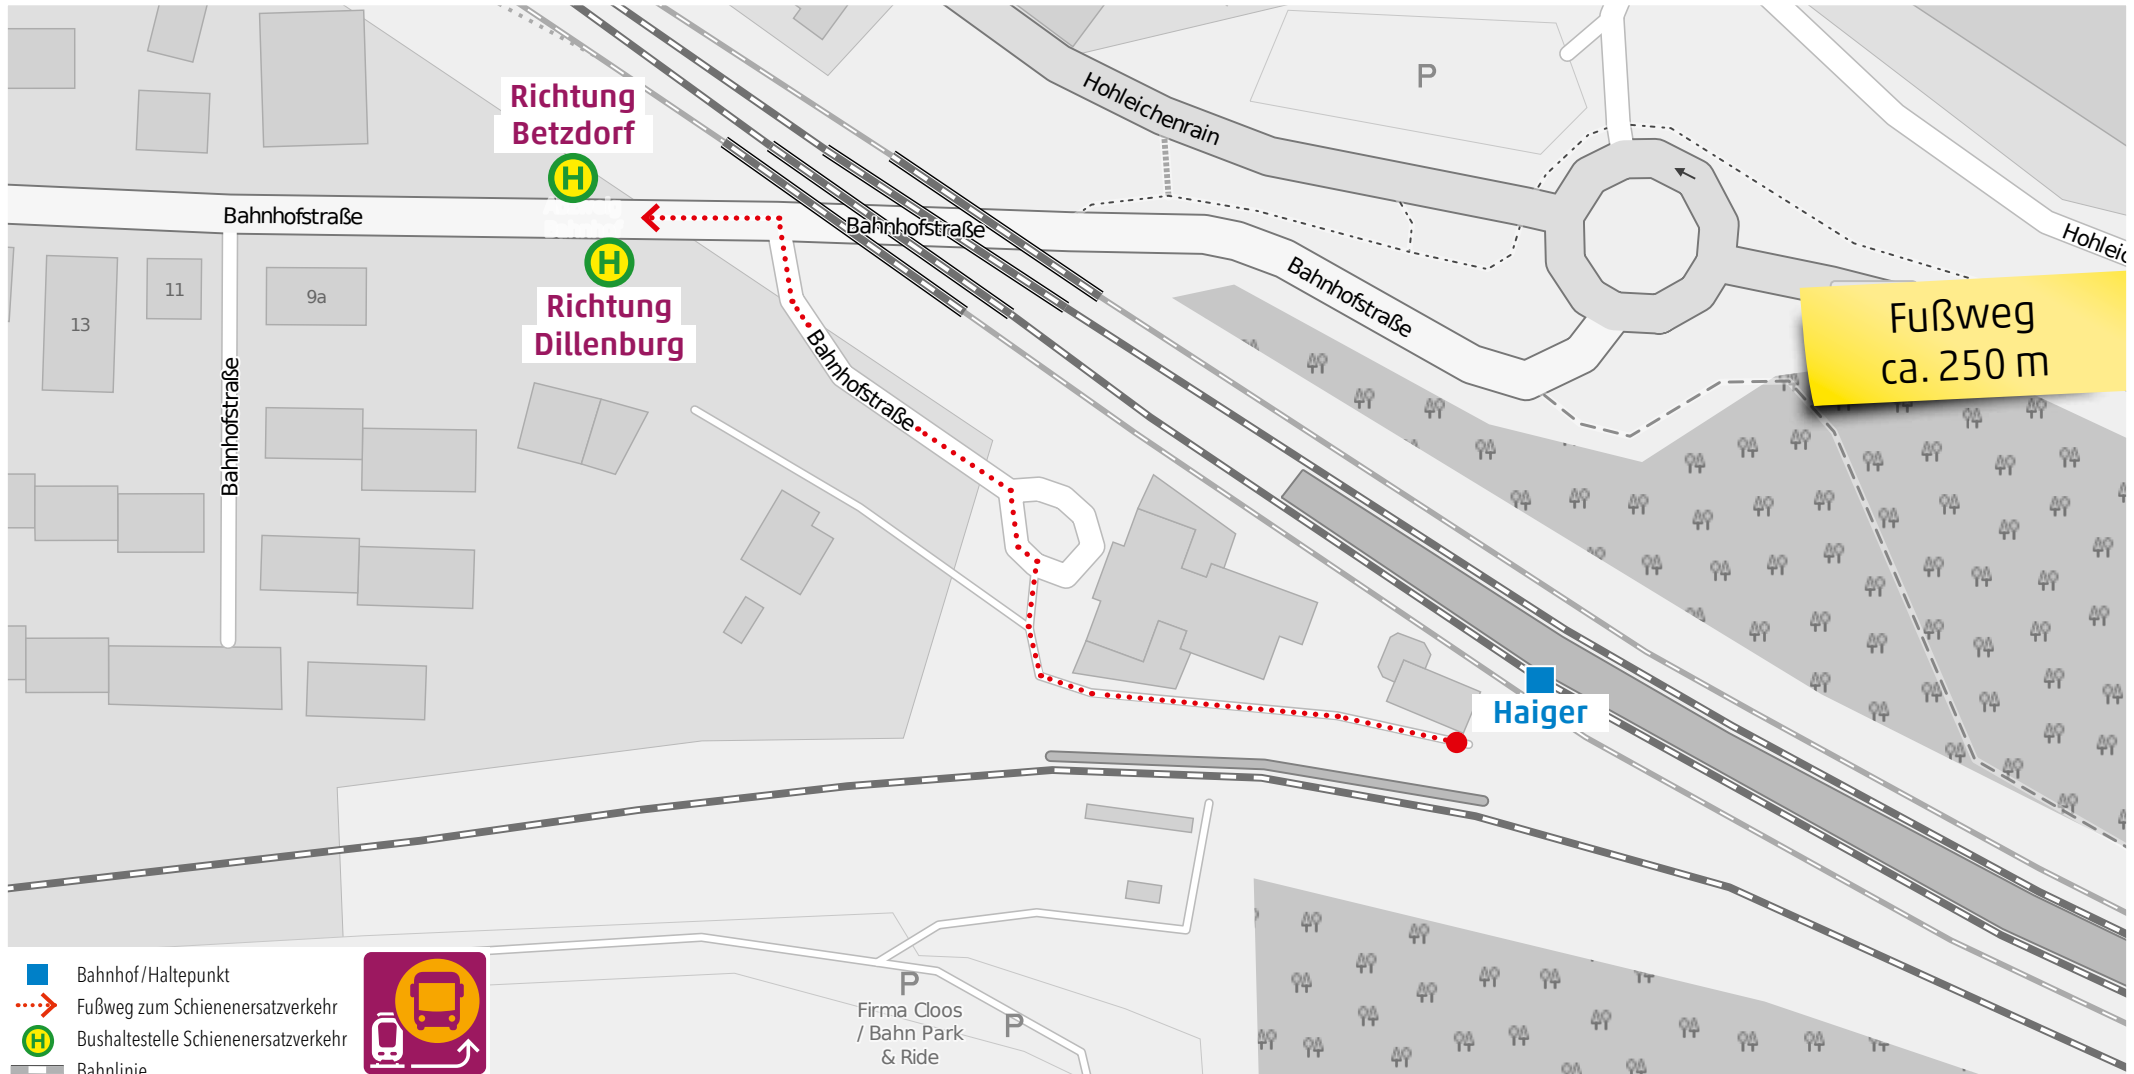 Richtung
Betzdorf
H
Hohleichenrain
P
Bahnhofstraße
Bahnhofstraße
H
Richtung
Dillenburg
Bahnhofstraße
Hohleic
Fußweg
ca. 250 m
11
9a
13
Bahnhofstraße
Bahnhofstraße
Haiger
P
Firma Cloos
/ Bahn Park
& Ride
P
Bahnhof/Haltepunkt
Fußweg zum Schienenersatzverkehr
H
Bushaltestelle Schienenersatzverkehr
Bahnlinie